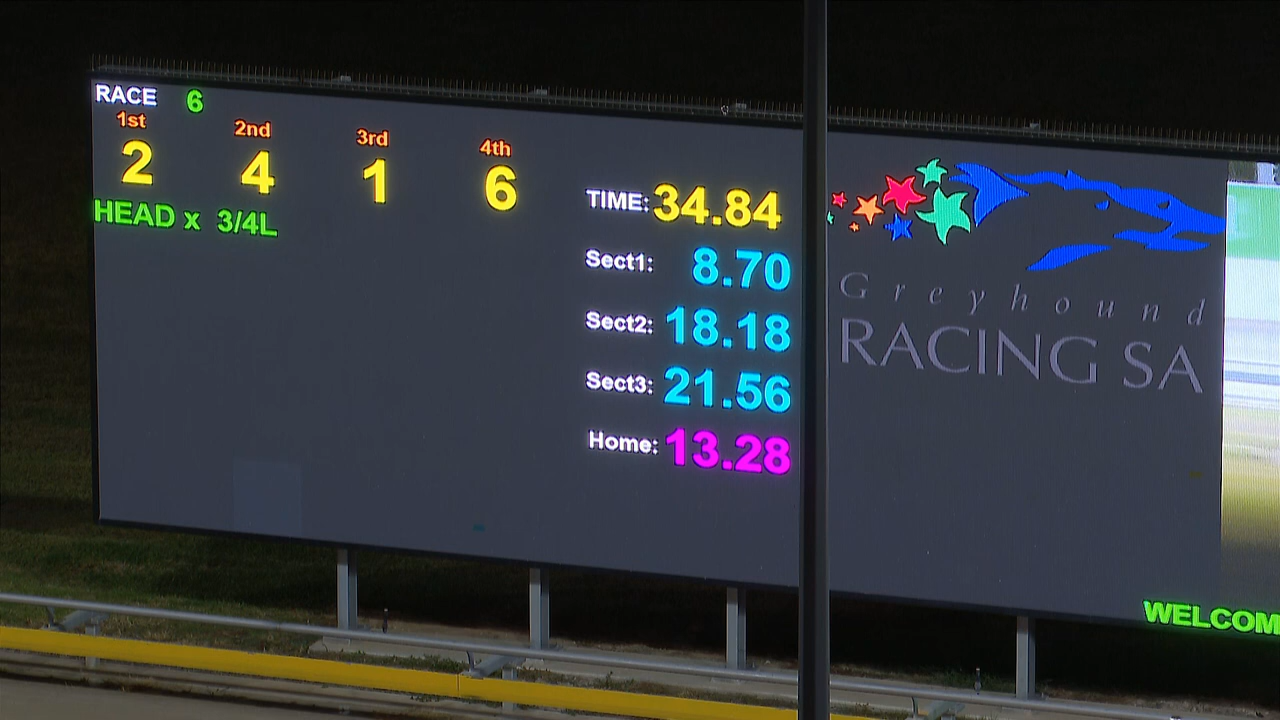 RACE 6
1st 2nd 3rd 4th
2 4 1 6
HEAD x 3/4L
TIME: 34.84
Sect1: 8.70
Sect2: 18.18
Sect3: 21.56
Home: 13.28
Greyhound
RACING SA
WELCOM